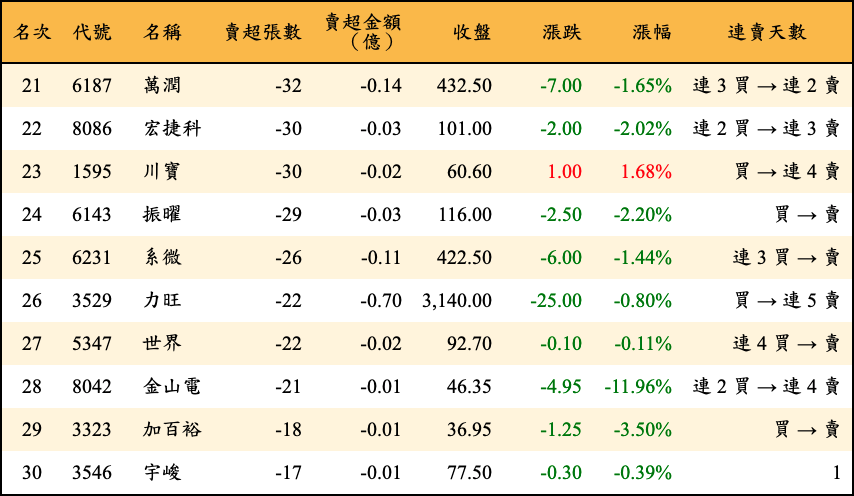 名次 代號 名稱 賣超張數 賣超金額（億） 收盤 漲跌 漲幅 連賣天數
21 6187 萬潤 -32 -0.14 432.50 -7.00 -1.65% 連 3 買 → 連 2 賣
22 8086 宏捷科 -30 -0.03 101.00 -2.00 -2.02% 連 2 買 → 連 3 賣
23 1595 川寶 -30 -0.02 60.60 1.00 1.68% 買 → 連 4 賣
24 6143 振曜 -29 -0.03 116.00 -2.50 -2.20% 買 → 賣
25 6231 系微 -26 -0.11 422.50 -6.00 -1.44% 連 3 買 → 賣
26 3529 力旺 -22 -0.70 3,140.00 -25.00 -0.80% 買 → 連 5 賣
27 5347 世界 -22 -0.02 92.70 -0.10 -0.11% 連 4 買 → 賣
28 8042 金山電 -21 -0.01 46.35 -4.95 -11.96% 連 2 買 → 連 4 賣
29 3323 加百裕 -18 -0.01 36.95 -1.25 -3.50% 買 → 賣
30 3546 宇峻 -17 -0.01 77.50 -0.30 -0.39% 1